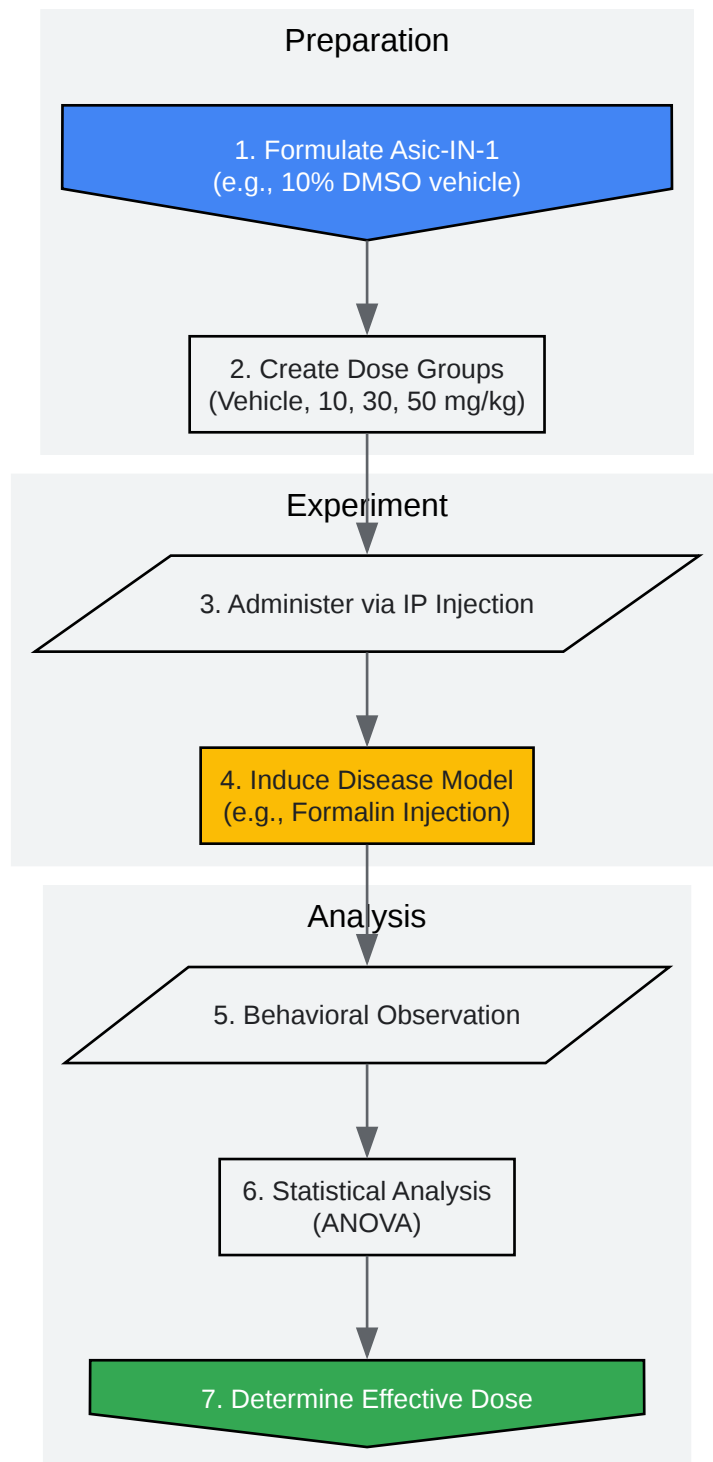 Preparation
1. Formulate Asic-IN-1
(e.g., 10% DMSO vehicle)
2. Create Dose Groups
(Vehicle, 10, 30, 50 mg/kg)
Experiment
3. Administer via IP Injection
4. Induce Disease Model
(e.g., Formalin Injection)
Analysis
5. Behavioral Observation
6. Statistical Analysis
(ANOVA)
7. Determine Effective Dose